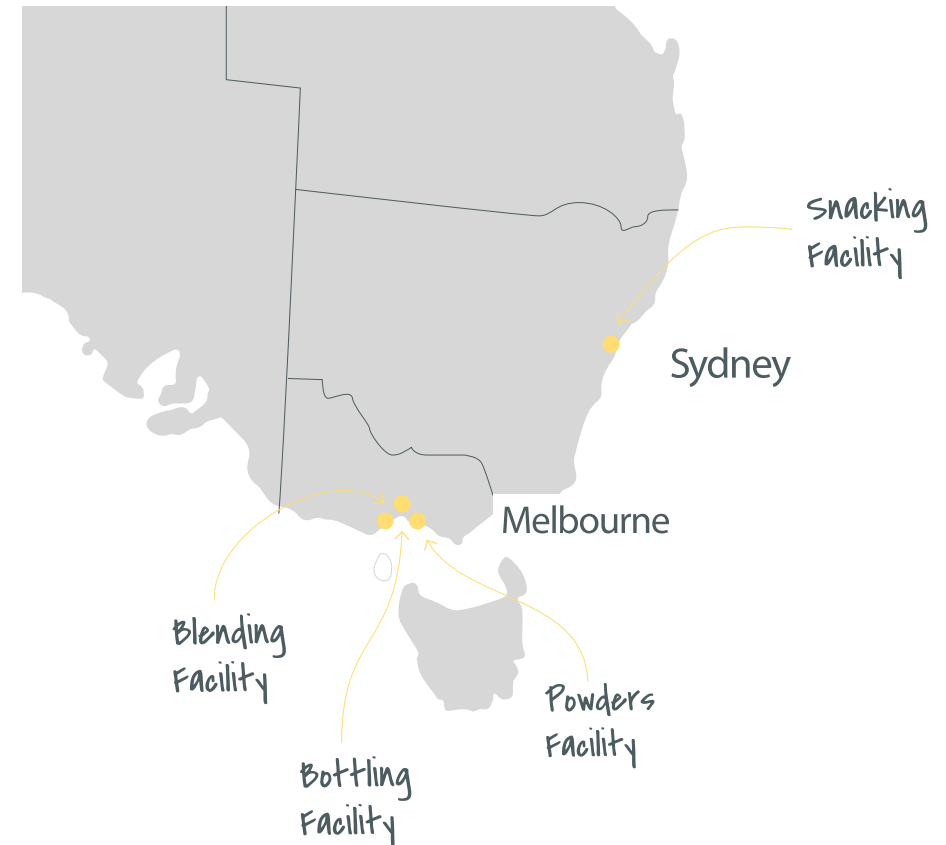 Snacking
Facility
Sydney
Melbourne
Blending
Facility
Powders
Facility
Bottling
Facility